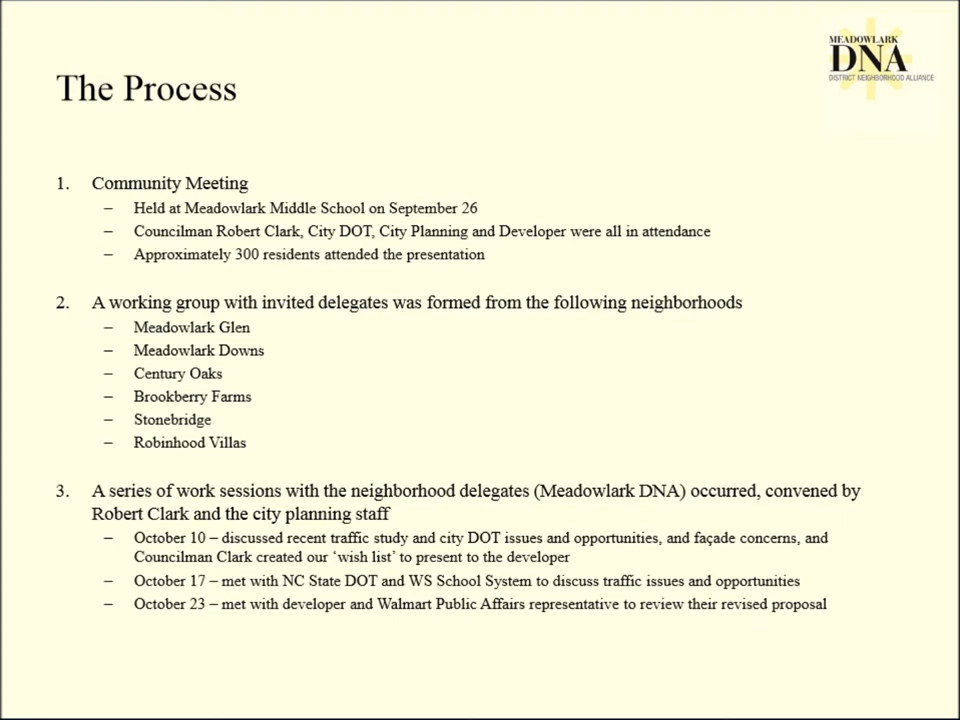 MEADOWLARK
DNA
DISTRICT NEIGHBORHOOD ALLIANCE
The Process
1. Community Meeting
– Held at Meadowlark Middle School on September 26
– Councilman Robert Clark, City DOT, City Planning and Developer were all in attendance
– Approximately 300 residents attended the presentation
2. A working group with invited delegates was formed from the following neighborhoods
– Meadowlark Glen
– Meadowlark Downs
– Century Oaks
– Brookberry Farms
– Stonebridge
– Robinhood Villas
3. A series of work sessions with the neighborhood delegates (Meadowlark DNA) occurred, convened by
Robert Clark and the city planning staff
– October 10 – discussed recent traffic study and city DOT issues and opportunities, and façade concerns, and
Councilman Clark created our ‘wish list’ to present to the developer
– October 17 – met with NC State DOT and WS School System to discuss traffic issues and opportunities
– October 23 – met with developer and Walmart Public Affairs representative to review their revised proposal